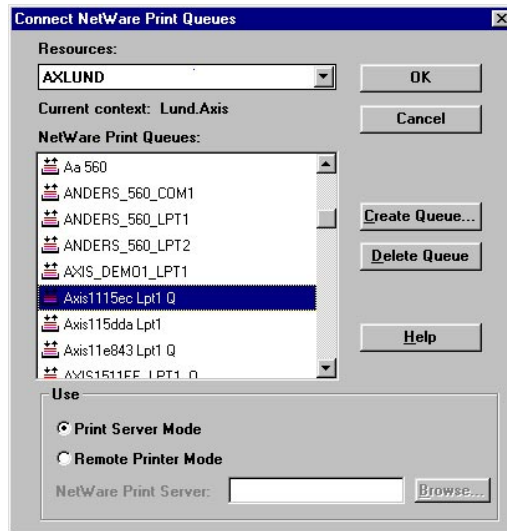 Connect NetWare Print Queues
Resources:
AXLUND
OK
Current context: Lund.Axis
Cancel
NetWare Print Queues:
Aa 560
ANDERS_560_COM1
ANDERS_560_LPT1
Create Queue...
ANDERS_560_LPT2
Delete Queue
AXIS_DEMO1_LPT1
Axis1115ec Lpt1 Q
Axis115dda Lpt1
Help
Axis11e843 Lpt1 Q
AXIS1511FF_LPT1_Q
Use
Print Server Mode
Remote Printer Mode
NetWare Print Server:
Browse...